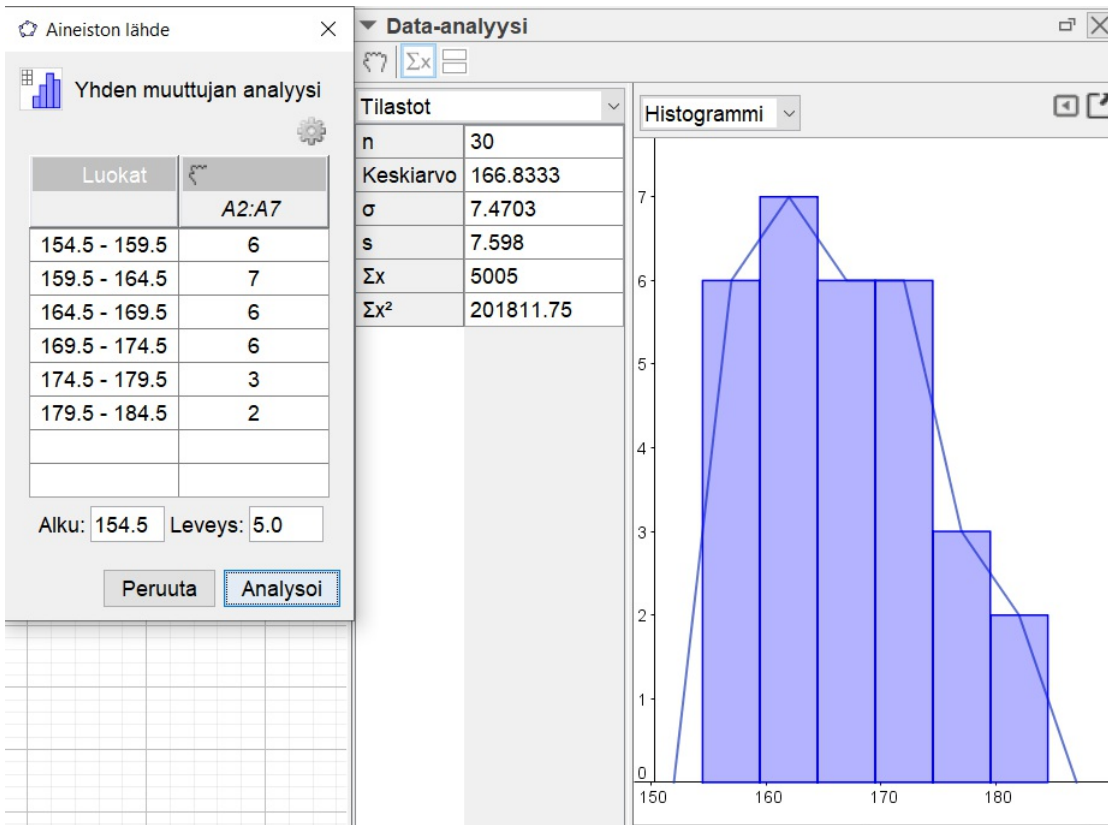 Aineiston lähde
Yhden muuttujan analyysi
Luokat
A2:A7
154.5 - 159.5 6
159.5 - 164.5 7
164.5 - 169.5 6
169.5 - 174.5 6
174.5 - 179.5 3
179.5 - 184.5 2
Alku: 154.5 Leveys: 5.0
Peruuta Analysoi
Data-analyysi
Σx
Tilastot
n 30
Keskiarvo 166.8333
σ 7.4703
s 7.598
Σx 5005
Σx² 201811.75
Histogrammi
7
6
5
4
3
2
1
0
150 160 170 180